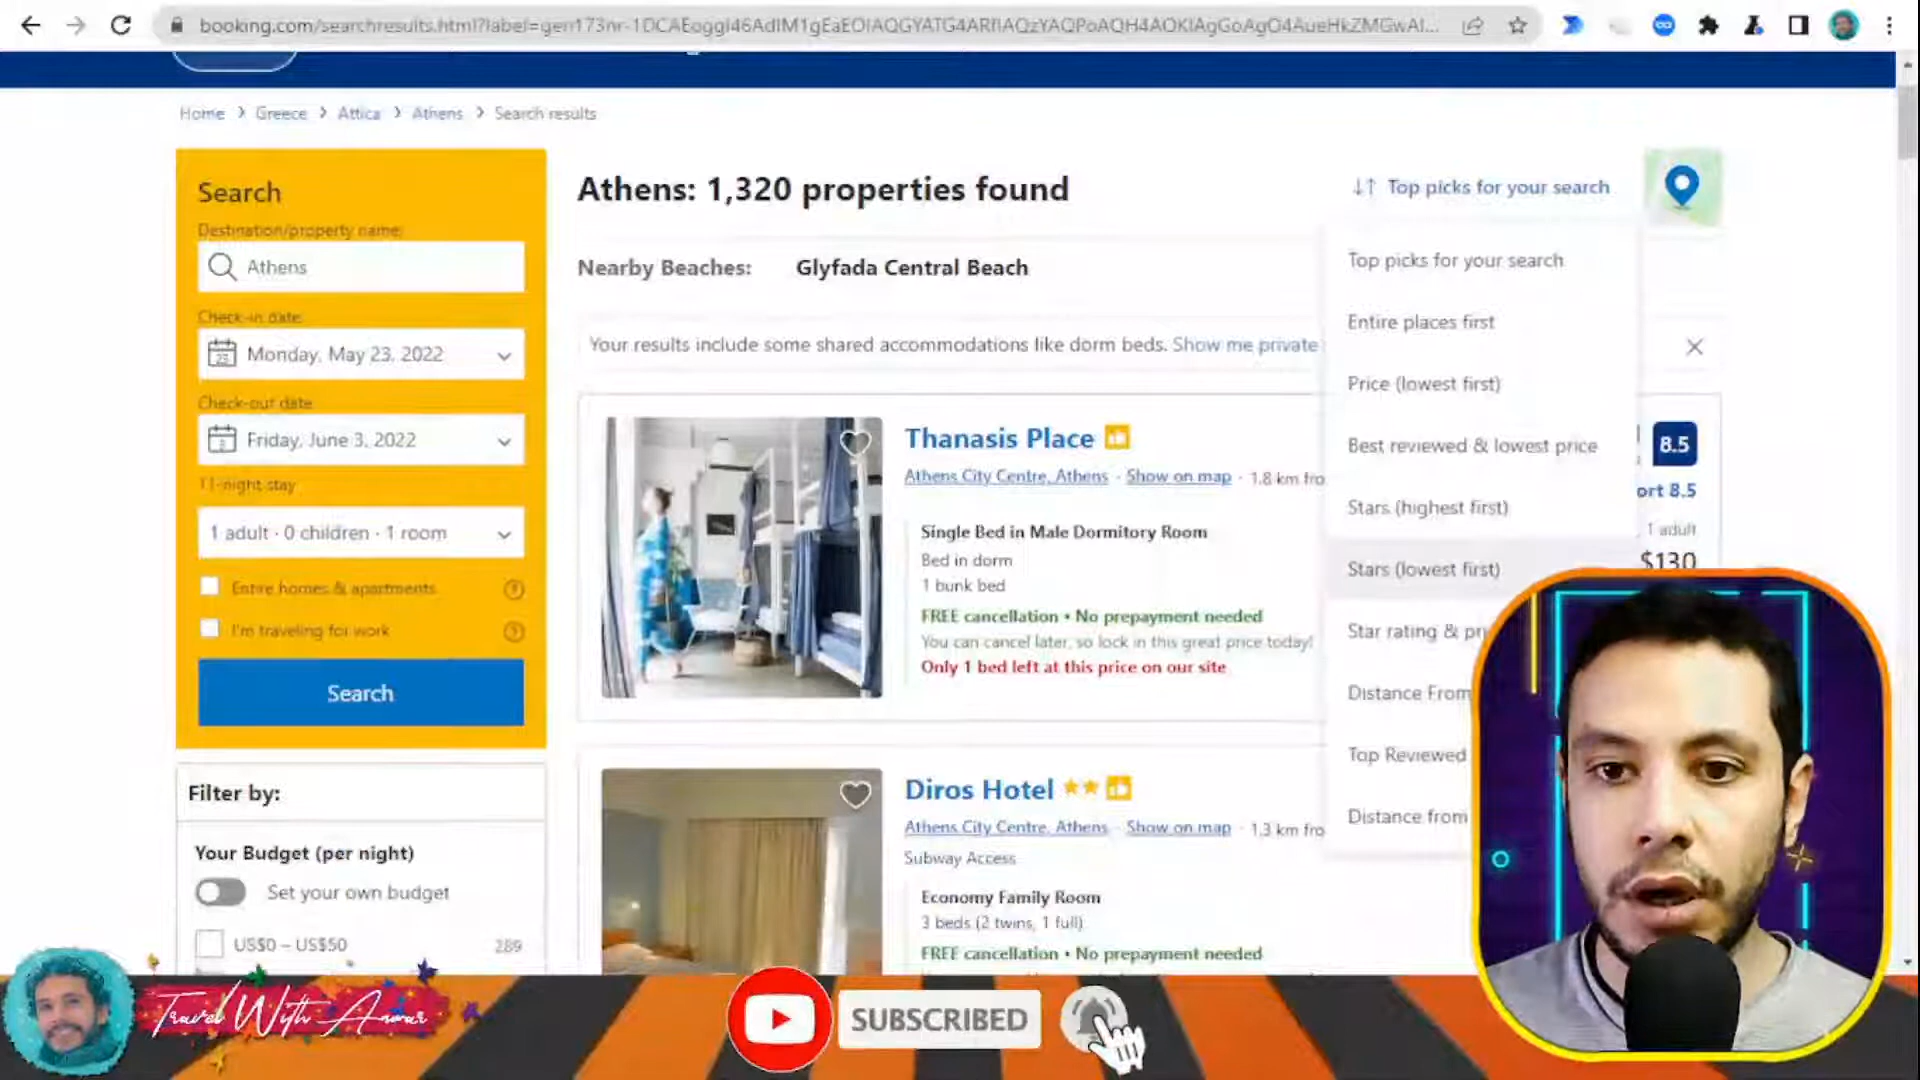 booking.com/searchresults.html?label=gen173nr-1DCAEoggI46AdIM1gEaEOIAQGYATG4ARfIAQzYAQPoAQH4AQKIAgGoAgO4AueHkZMGwAI...
Home > Greece > Attica > Athens > Search results
Search
Destination/property name:
Athens
Check-in date
Monday, May 23, 2022
Check-out date
Friday, June 3, 2022
11-night stay
1 adult · 0 children · 1 room
Entire homes & apartments
I'm traveling for work
Search
Filter by:
Your Budget (per night)
Set your own budget
US$0 – US$50 289
Athens: 1,320 properties found
Top picks for your search
Nearby Beaches: Glyfada Central Beach
Your results include some shared accommodations like dorm beds. Show me private
Top picks for your search
Entire places first
Price (lowest first)
Best reviewed & lowest price
Stars (highest first)
Stars (lowest first)
Star rating &
Distance From
Top Reviewed
Distance from
Thanasis Place
Athens City Centre, Athens · Show on map · 1.8 km
Single Bed in Male Dormitory Room
Bed in dorm
1 bunk bed
FREE cancellation • No prepayment needed
You can cancel later, so lock in this great price today!
Only 1 bed left at this price on our site
8.5
8.5
1 adult
$130
Diros Hotel
Athens City Centre, Athens · Show on map · 1.3 km
Subway Access
Economy Family Room
3 beds (2 twins, 1 full)
FREE cancellation • No prepayment needed
Travel With Anwar
SUBSCRIBED